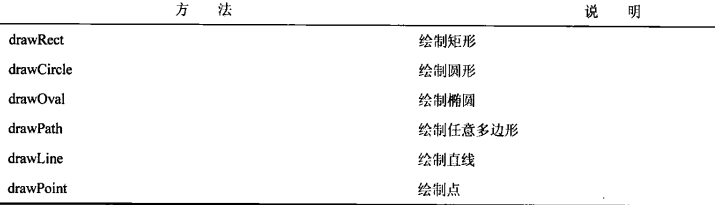 方 法 说 明
drawRect 绘制矩形
drawCircle 绘制圆形
drawOval 绘制椭圆
drawPath 绘制任意多边形
drawLine 绘制直线
drawPoint 绘制点